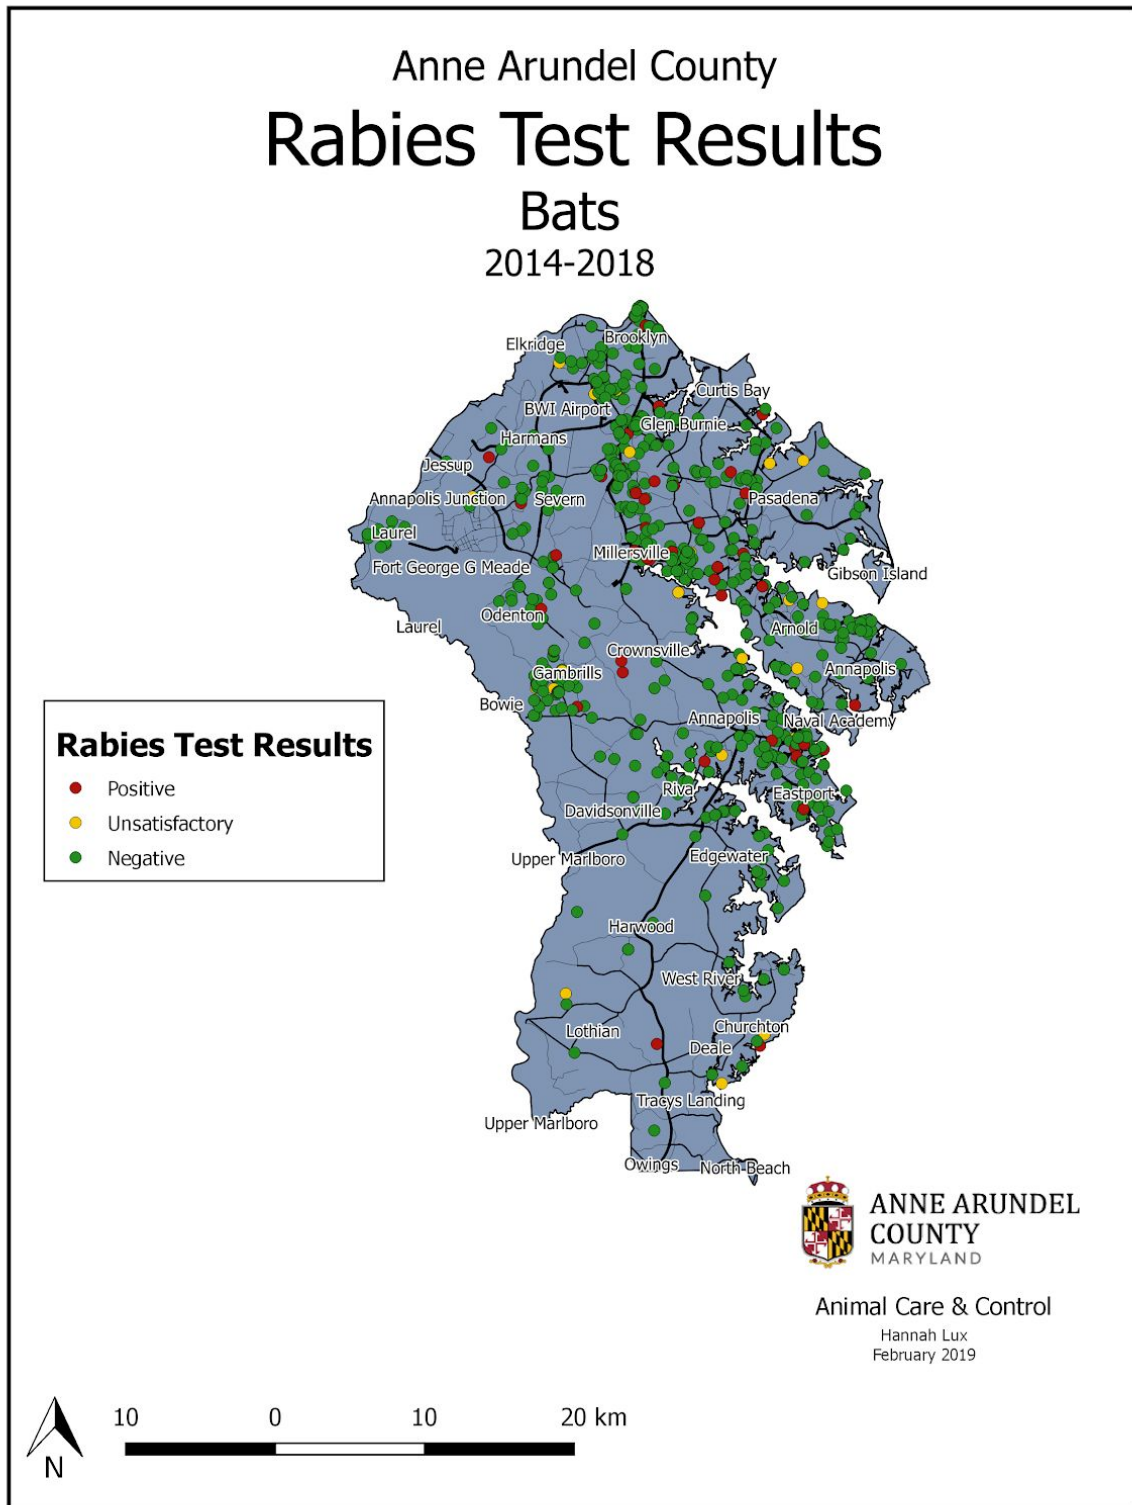 Anne Arundel County
Rabies Test Results
Bats
2014-2018
Brooklyn
Elkridge
Curtis Bay
BWI Airport
Glen Burnie
Harmans
Jessup
Annapolis Junction
Severn
Pasadena
Laurel
Millersville
Fort George G Meade
Gibson Island
Odenton
Laurel
Arnold
Crownsville
Annapolis
Gambrills
Bowie
Annapolis
Naval Academy
Rabies Test Results
Positive
Unsatisfactory
Negative
Riva
Eastport
Davidsonville
Upper Marlboro
Edgewater
Harwood
West River
Churchton
Lothian
Deale
Tracys Landing
Upper Marlboro
Owings
North Beach
ANNE ARUNDEL
COUNTY
MARYLAND
Animal Care & Control
Hannah Lux
February 2019
10 0 10 20 km
N